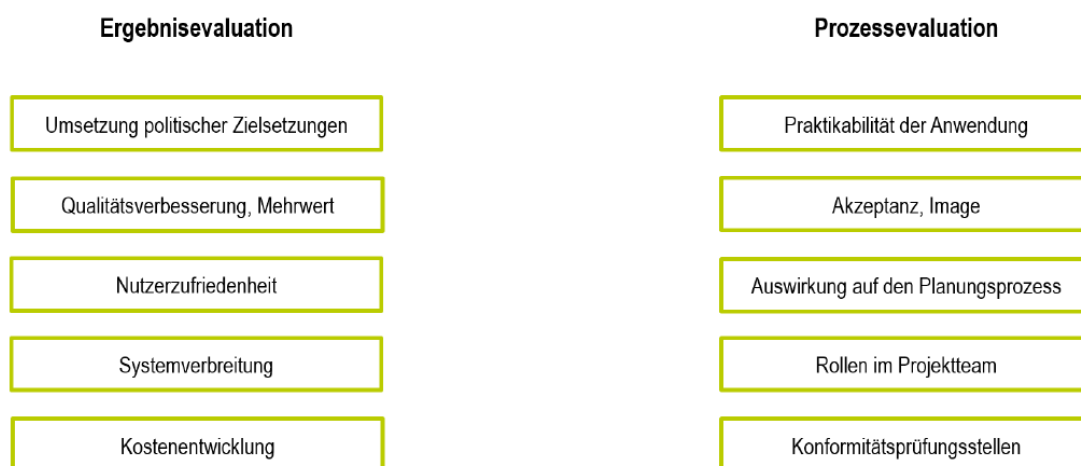 Ergebnisevaluation
Umsetzung politischer Zielsetzungen
Qualitätsverbesserung, Mehrwert
Nutzerzufriedenheit
Systemverbreitung
Kostenentwicklung
Prozessevaluation
Praktikabilität der Anwendung
Akzeptanz, Image
Auswirkung auf den Planungsprozess
Rollen im Projektteam
Konformitätsprüfungsstellen